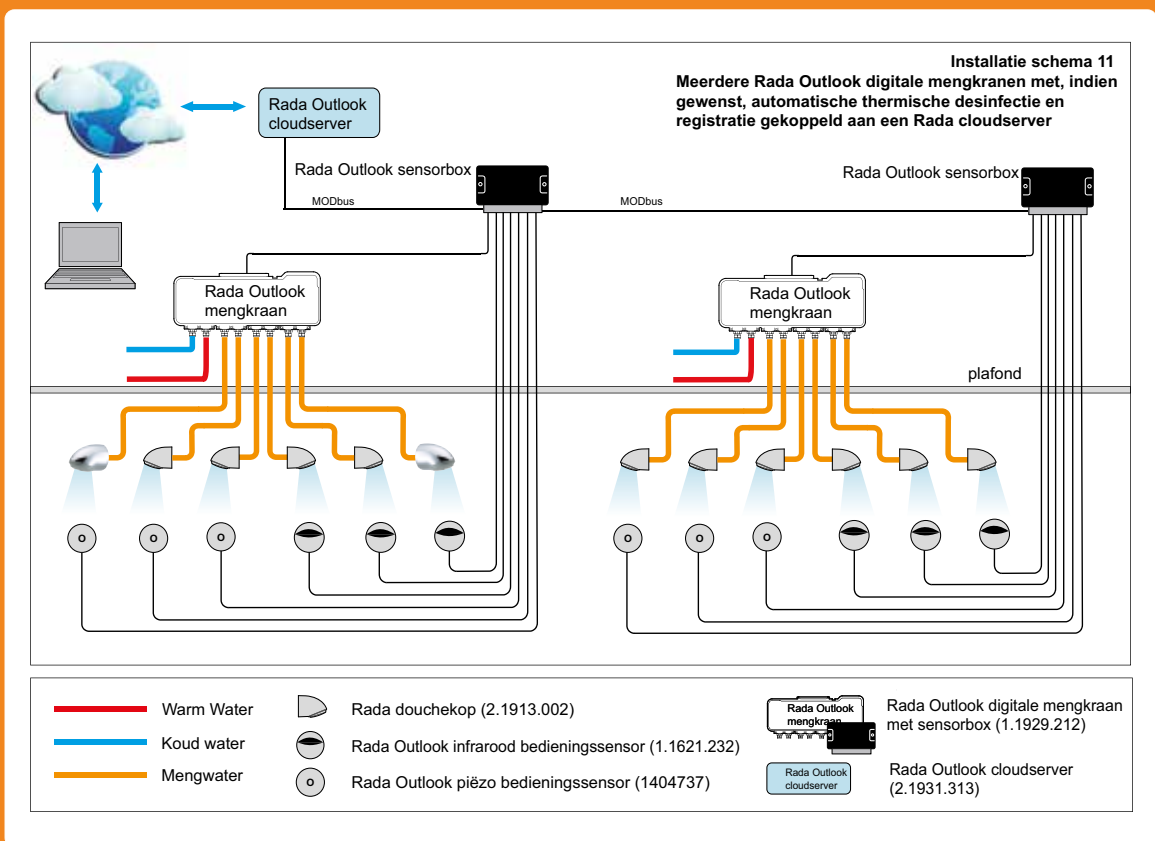 Installatie schema 11
Meerdere Rada Outlook digitale mengkranen met, indien
gewenst, automatische thermische desinfectie en
registratie gekoppeld aan een Rada cloudserver
Rada Outlook
cloudserver
Rada Outlook sensorbox
Rada Outlook sensorbox
MODbus
MODbus
Rada Outlook
mengkraan
Rada Outlook
mengkraan
plafond
o
o
o
o
o
o
Warm Water
Koud water
Mengwater
Rada douchekop (2.1913.002)
Rada Outlook infrarood bedieningssensor (1.1621.232)
o
Rada Outlook piëzo bedieningssensor (1404737)
Rada Outlook
mengkraan
Rada Outlook digitale mengkraan
met sensorbox (1.1929.212)
Rada Outlook
cloudserver
Rada Outlook cloudserver
(2.1931.313)